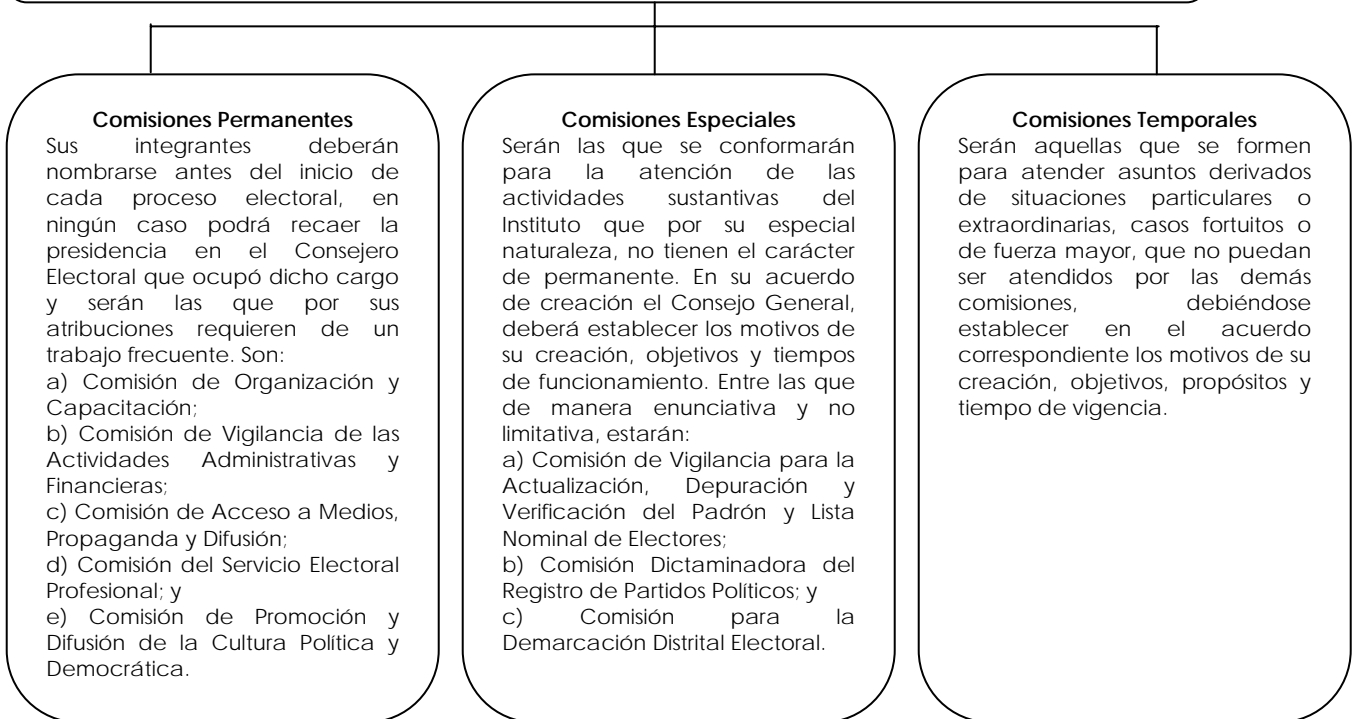 Comisiones Permanentes
Sus integrantes deberán
nombrarse antes del inicio de
cada proceso electoral, en
ningún caso podrá recaer la
presidencia en el Consejero
Electoral que ocupó dicho cargo
y serán las que por sus
atribuciones requieren de un
trabajo frecuente. Son:
a) Comisión de Organización y
Capacitación;
b) Comisión de Vigilancia de las
Actividades Administrativas y
Financieras;
c) Comisión de Acceso a Medios,
Propaganda y Difusión;
d) Comisión del Servicio Electoral
Profesional; y
e) Comisión de Promoción y
Difusión de la Cultura Política y
Democrática.
Comisiones Especiales
Serán las que se conformarán
para la atención de las
actividades sustantivas del
Instituto que por su especial
naturaleza, no tienen el carácter
de permanente. En su acuerdo
de creación el Consejo General,
deberá establecer los motivos de
su creación, objetivos y tiempos
de funcionamiento. Entre las que
de manera enunciativa y no
limitativa, estarán:
a) Comisión de Vigilancia para la
Actualización, Depuración y
Verificación del Padrón y Lista
Nominal de Electores;
b) Comisión Dictaminadora del
Registro de Partidos Políticos; y
c) Comisión para la
Demarcación Distrital Electoral.
Comisiones Temporales
Serán aquellas que se formen
para atender asuntos derivados
de situaciones particulares o
extraordinarias, casos fortuitos o
de fuerza mayor, que no puedan
ser atendidos por las demás
comisiones, debiéndose
establecer en el acuerdo
correspondiente los motivos de su
creación, objetivos, propósitos y
tiempo de vigencia.